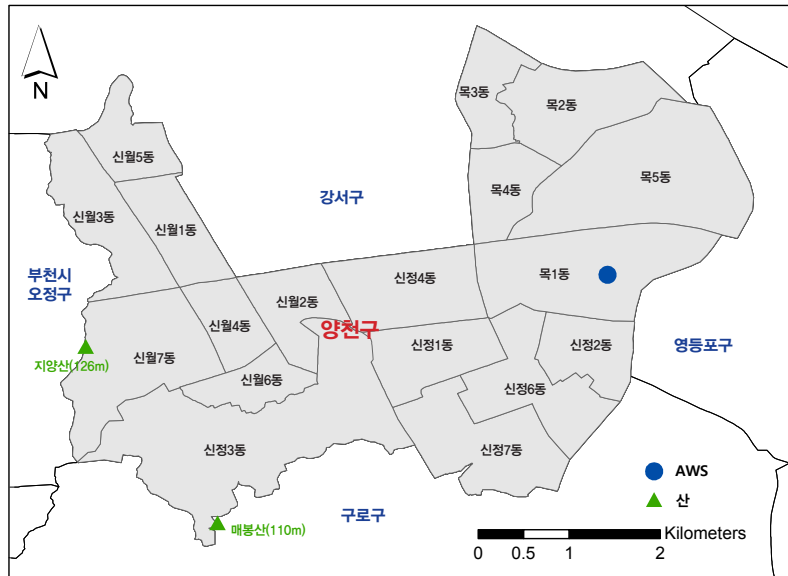 N
목3동
목2동
신월5동
목5동
목4동
강서구
신월3동
신월1동
부천시
오정구
목1동
신정4동
신월2동
신월4동
양천구
영등포구
신월7동
신정1동
신정2동
지양산(126m)
신월6동
신정6동
신정3동
신정7동
AWS
산
구로구
매봉산(110m)
Kilometers
0 0.5 1 2